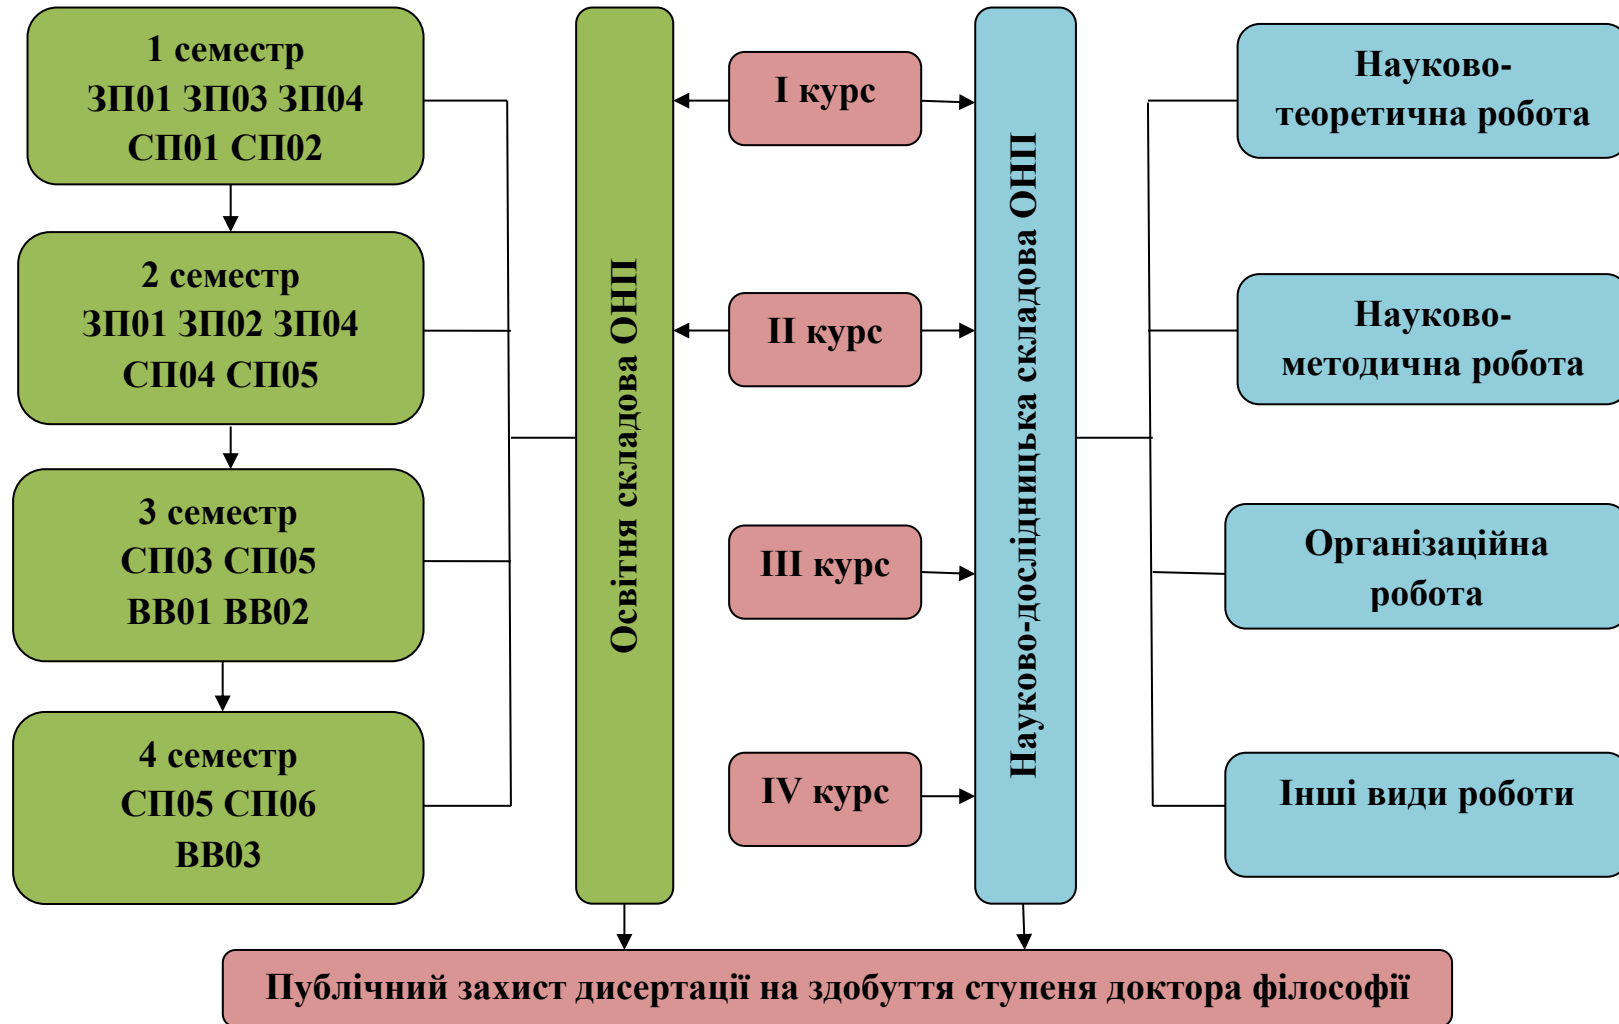 1 семестр
ЗП01 ЗП03 ЗП04
СП01 СП02
2 семестр
ЗП01 ЗП02 ЗП04
СП04 СП05
3 семестр
СП03 СП05
ВВ01 ВВ02
4 семестр
СП05 СП06
ВВ03
Освітня складова ОНП
I курс
II курс
III курс
IV курс
Науково-дослідницька складова ОНП
Науково-
теоретична робота
Науково-
методична робота
Організаційна
робота
Інші види роботи
Публічний захист дисертації на здобуття ступеня доктора філософії